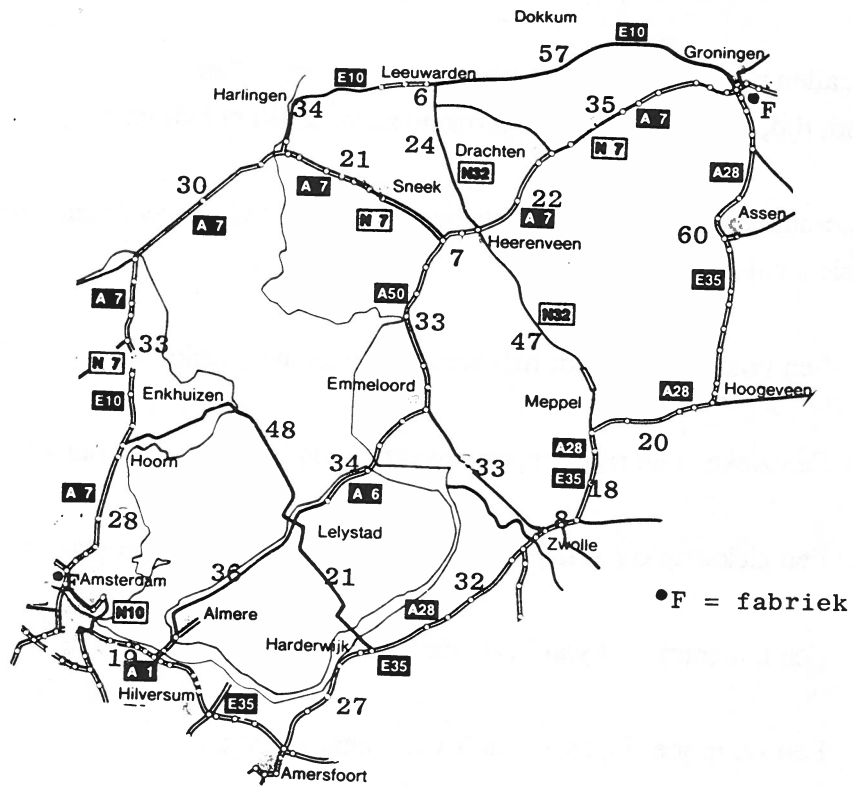 Dokkum
E10
57
Groningen
E10
Leeuwarden
Harlingen
34
6
35
A 7
F
24
Drachten
N 7
21
N32
A28
A 7
Sneek
30
22
N 7
A 7
Assen
A 7
60
Heerenveen
7
E35
A50
A 7
33
N32
33
47
N 7
Emmeloord
A28
Hoogeveen
Enkhuizen
E10
Meppel
48
20
A28
Hoorn
34
33
E35
A 7
A 6
18
28
8
Lelystad
Zwolle
F
Amsterdam
36
21
32
N10
Almere
A28
F = fabriek
Harderwijk
19
A 1
E35
Hilversum
E35
27
Amersfoort